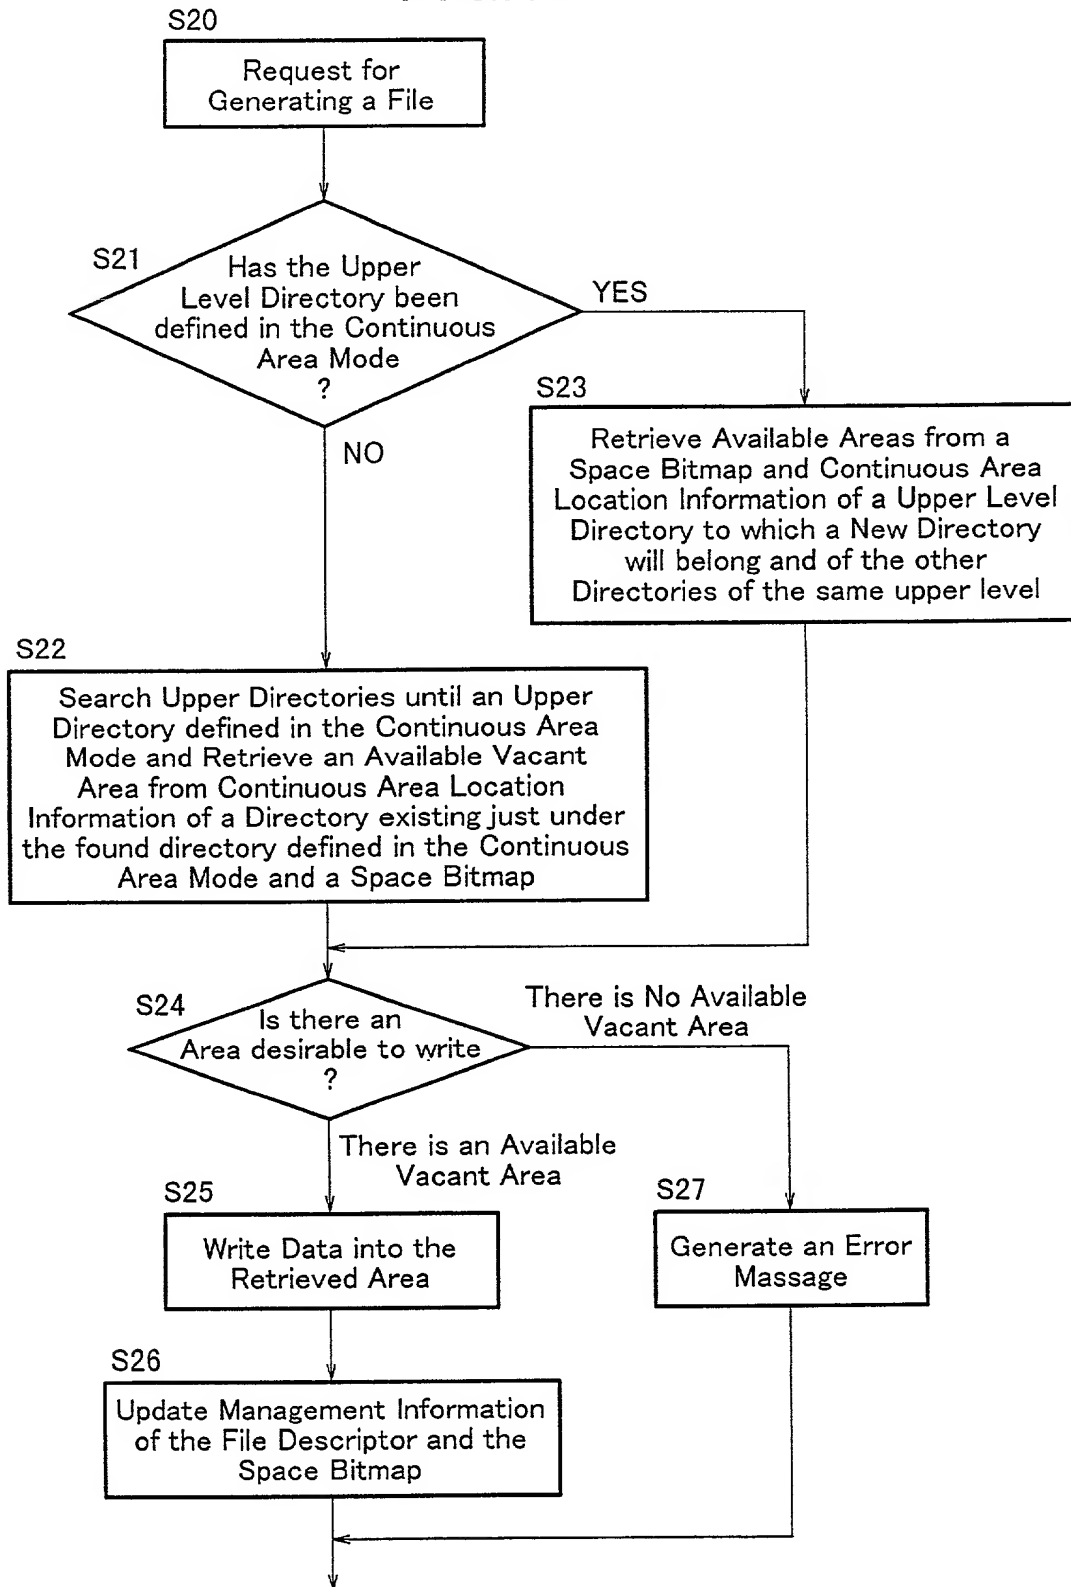 S20
Request for
Generating a File
S21
Has the Upper
Level Directory been
defined in the Continuous
Area Mode
?
YES
NO
S23
Retrieve Available Areas from a
Space Bitmap and Continuous Area
Location Information of a Upper Level
Directory to which a New Directory
will belong and of the other
Directories of the same upper level
S22
Search Upper Directories until an Upper
Directory defined in the Continuous Area
Mode and Retrieve an Available Vacant
Area from Continuous Area Location
Information of a Directory existing just under
the found directory defined in the Continuous
Area Mode and a Space Bitmap
S24
Is there an
Area desirable to write
?
There is No Available
Vacant Area
There is an Available
Vacant Area
S25
Write Data into the
Retrieved Area
S27
Generate an Error
Massage
S26
Update Management Information
of the File Descriptor and the
Space Bitmap